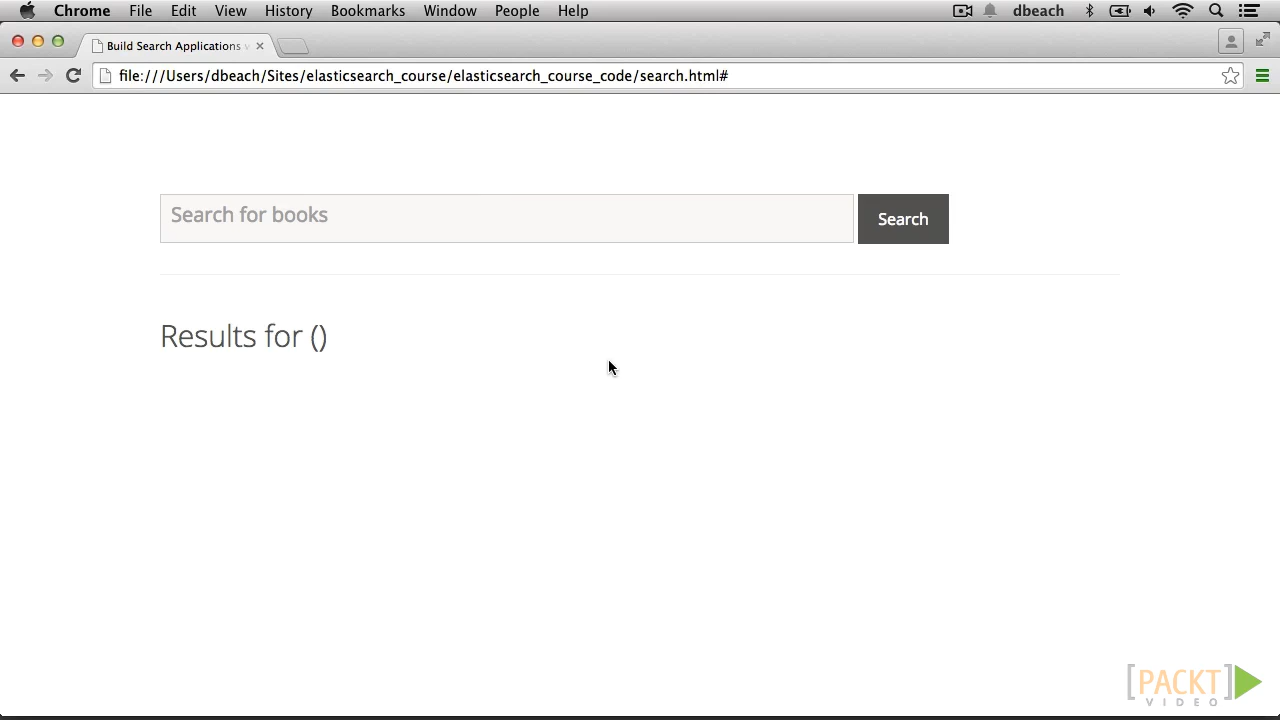 Chrome File Edit View History Bookmarks Window People Help dbeach
Build Search Applications
file:///Users/dbeach/Sites/elasticsearch_course/elasticsearch_course_code/search.html#
Search for books
Search
Results for ()
[PACKT]
VIDEO